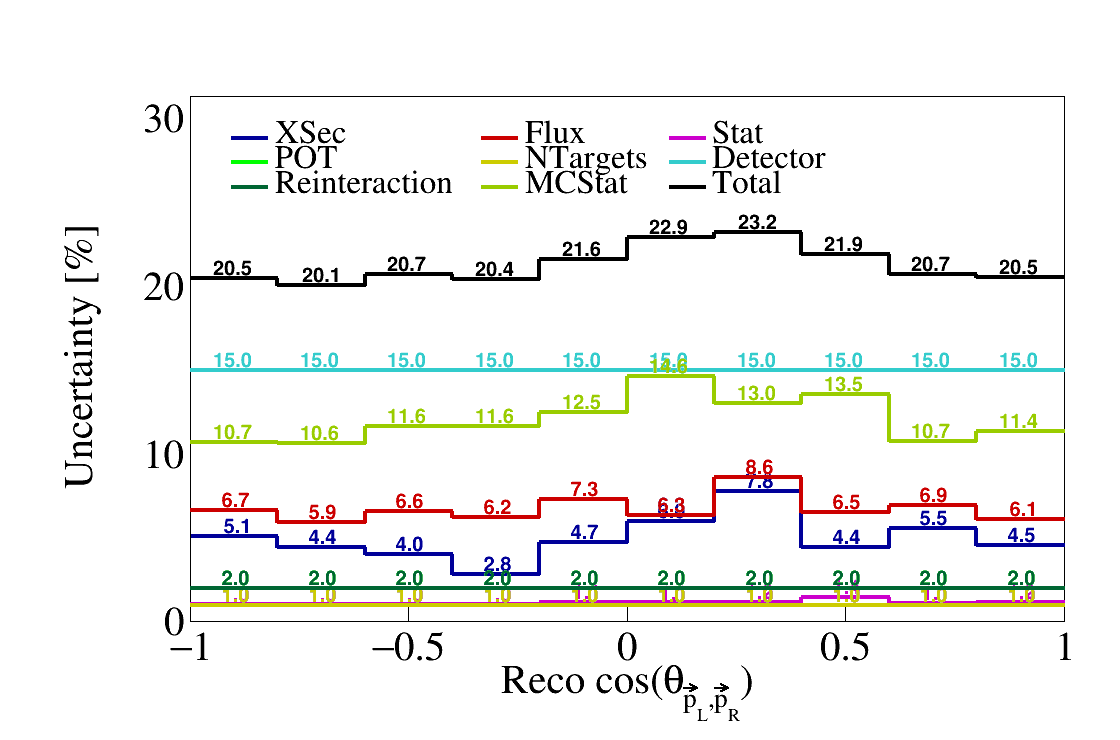 30
XSec Flux Stat
POT NTargets Detector
Reinteraction MCStat Total
20.5 20.1 20.7 20.4 21.6 22.9 23.2 21.9 20.7 20.5
20
15.0 15.0 15.0 15.0 15.0 15.0 15.0 15.0 15.0 15.0
10.7 10.6 11.6 11.6 12.5 14.6 13.0 13.5 10.7 11.4
10
6.7 5.9 6.6 6.2 7.3 6.3 8.6 6.5 6.9 6.1
5.1 4.4 4.0 2.8 4.7 7.8 4.4 5.5 4.5
2.0 2.0 2.0 2.0 2.0 2.0 2.0 2.0 2.0 2.0
1.0 1.0 1.0 1.0 1.0 1.0 1.0 1.0 1.0 1.0
0
−1 −0.5 0 0.5 1
Uncertainty [%]
Reco cos(θ p⃗L,p⃗R)